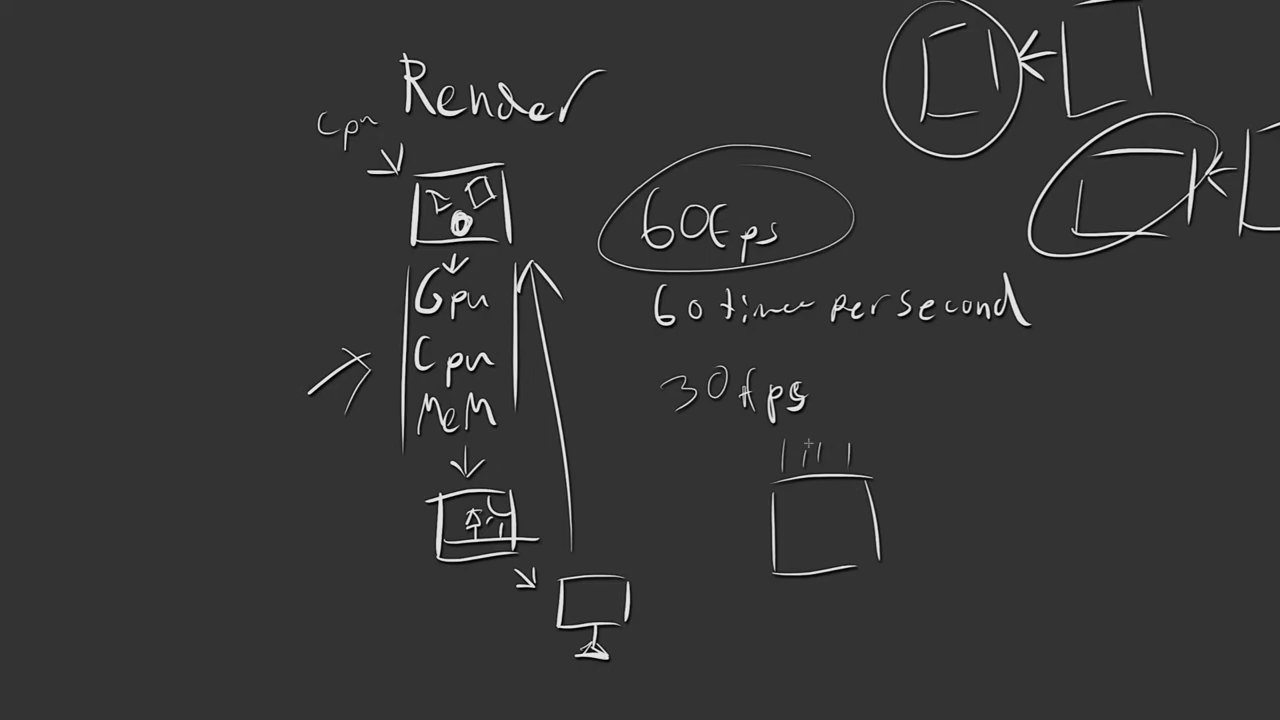 Render
Cpu
60fps
Gpu
60 times per second
Cpu
30fps
MeM